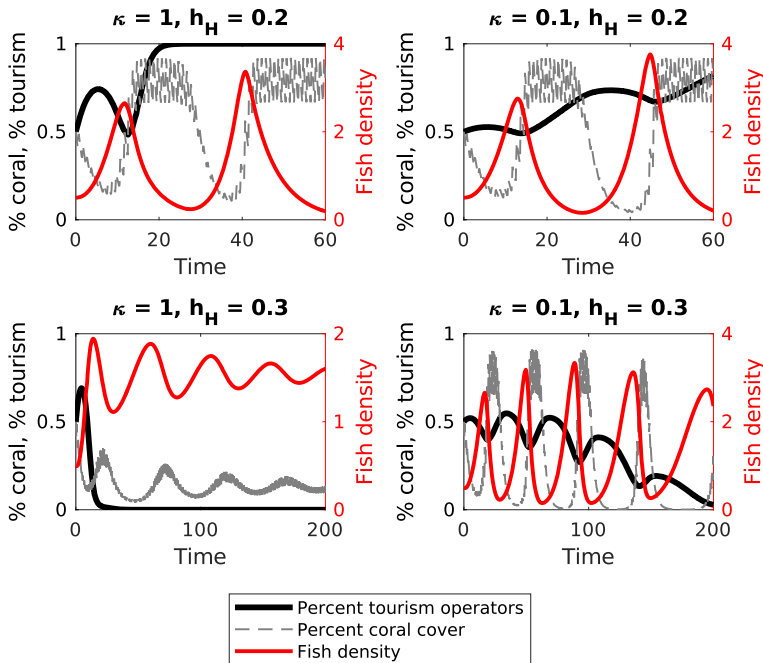 κ = 1, h_H = 0.2
1
0.5
0
% coral, % tourism
4
2
0
Fish density
0 20 40 60
Time
κ = 0.1, h_H = 0.2
1
0.5
0
% coral, % tourism
4
3
2
1
0
Fish density
0 20 40 60
Time
κ = 1, h_H = 0.3
1
0.5
0
% coral, % tourism
2
1
0
Fish density
0 100 200
Time
κ = 0.1, h_H = 0.3
1
0.5
0
% coral, % tourism
4
2
0
Fish density
0 100 200
Time
Percent tourism operators
Percent coral cover
Fish density